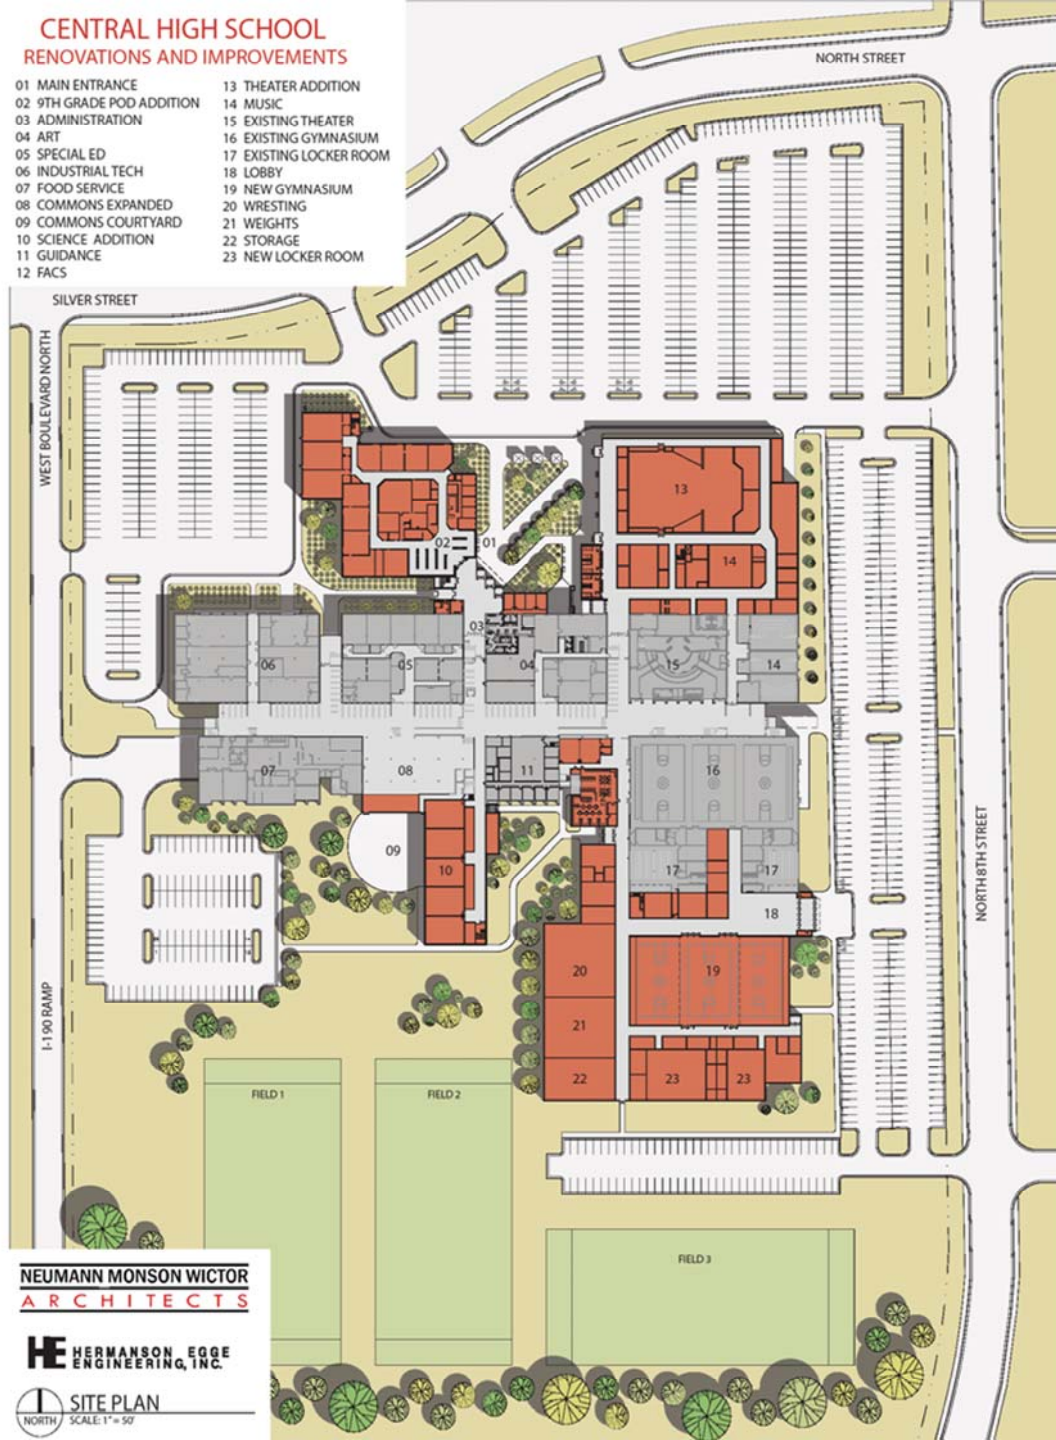 CENTRAL HIGH SCHOOL
RENOVATIONS AND IMPROVEMENTS
01 MAIN ENTRANCE
02 9TH GRADE POD ADDITION
03 ADMINISTRATION
04 ART
05 SPECIAL ED
06 INDUSTRIAL TECH
07 FOOD SERVICE
08 COMMONS EXPANDED
09 COMMONS COURTYARD
10 SCIENCE ADDITION
11 GUIDANCE
12 FACS
13 THEATER ADDITION
14 MUSIC
15 EXISTING THEATER
16 EXISTING GYMNASIUM
17 EXISTING LOCKER ROOM
18 LOBBY
19 NEW GYMNASIUM
20 WRESTING
21 WEIGHTS
22 STORAGE
23 NEW LOCKER ROOM
NORTH STREET
SILVER STREET
WEST BOULEVARD NORTH
13
02
01
14
03
06
05
04
15
14
07
08
11
16
09
10
17
17
18
NORTH 8TH STREET
20
19
21
I-190 RAMP
22
23
23
FIELD 1
FIELD 2
FIELD 3
NEUMANN MONSON WICTOR
ARCHITECTS
HE HERMANSON EGGE
ENGINEERING, INC.
NORTH
SITE PLAN
SCALE: 1" = 50'